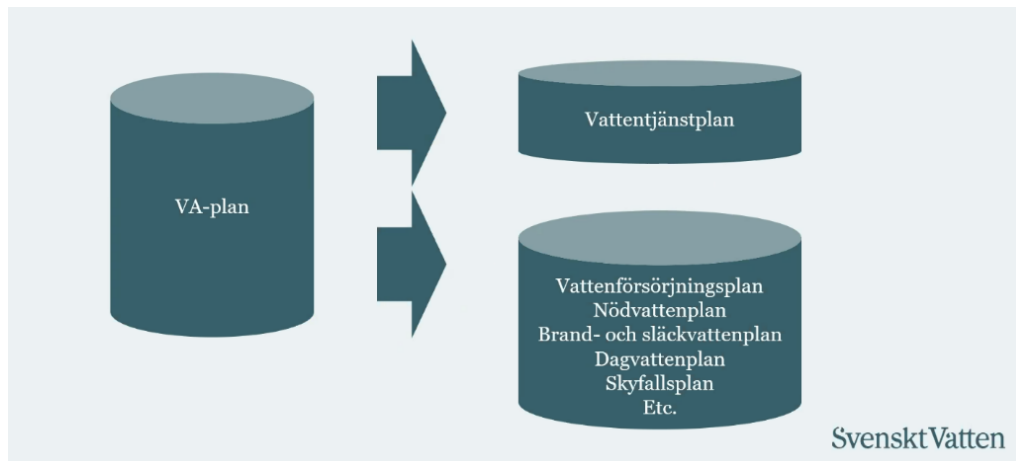 VA-plan
Vattentjänstplan
Vattenförsörjningsplan
Nödvattenplan
Brand- och släckvattenplan
Dagvattenplan
Skyfallsplan
Etc.
SvensktVatten